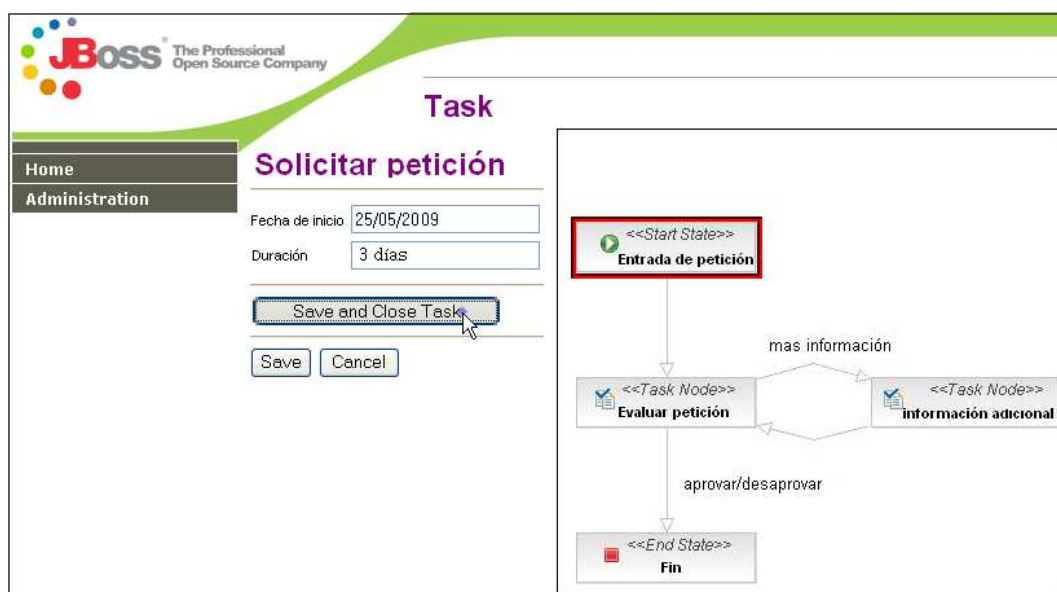 JBoss® The Professional
Open Source Company
Task
Home
Administration
Solicitar petición
Fecha de inicio 25/05/2009
Duración 3 días
Save and Close Task
Save Cancel
<<Start State>>
Entrada de petición
mas información
<<Task Node>>
Evaluar petición
<<Task Node>>
información adicional
aprovar/desaprovar
<<End State>>
Fin